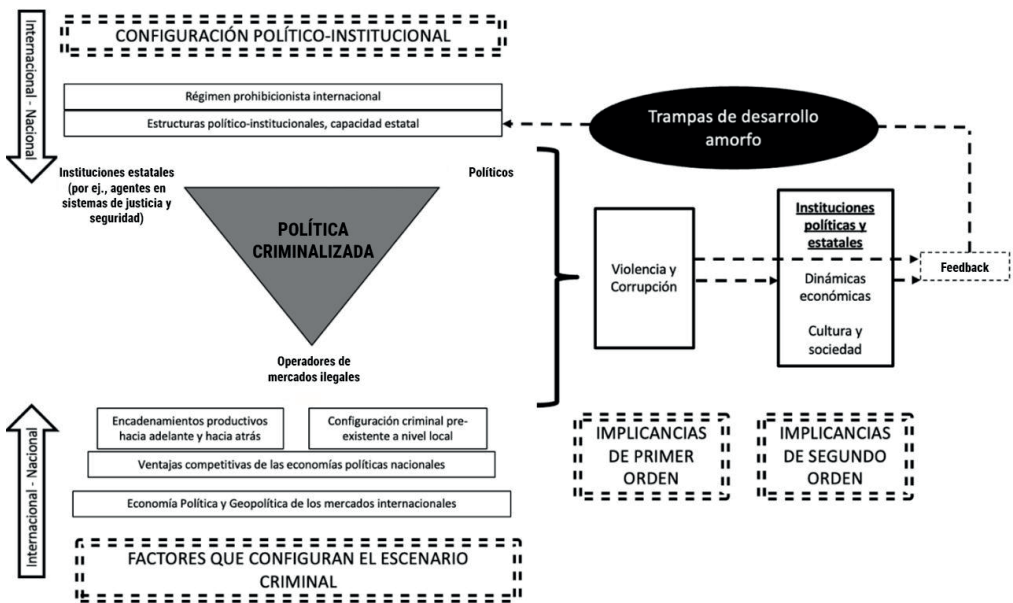 Internacional - Nacional
CONFIGURACIÓN POLÍTICO-INSTITUCIONAL
Régimen prohibicionista internacional
Estructuras político-institucionales, capacidad estatal
Instituciones estatales
(por ej., agentes en
sistemas de justicia y
seguridad)
Políticos
POLÍTICA
CRIMINALIZADA
Operadores de
mercados ilegales
Encadenamientos productivos
hacia adelante y hacia atrás
Configuración criminal pre-
existente a nivel local
Ventajas competitivas de las economías políticas nacionales
Economía Política y Geopolítica de los mercados internacionales
Internacional - Nacional
FACTORES QUE CONFIGURAN EL ESCENARIO
CRIMINAL
Trampas de desarrollo
amorfo
Violencia y
Corrupción
Instituciones
políticas y
estatales
Dinámicas
económicas
Cultura y
sociedad
Feedback
IMPLICANCIAS
DE PRIMER
ORDEN
IMPLICANCIAS
DE SEGUNDO
ORDEN